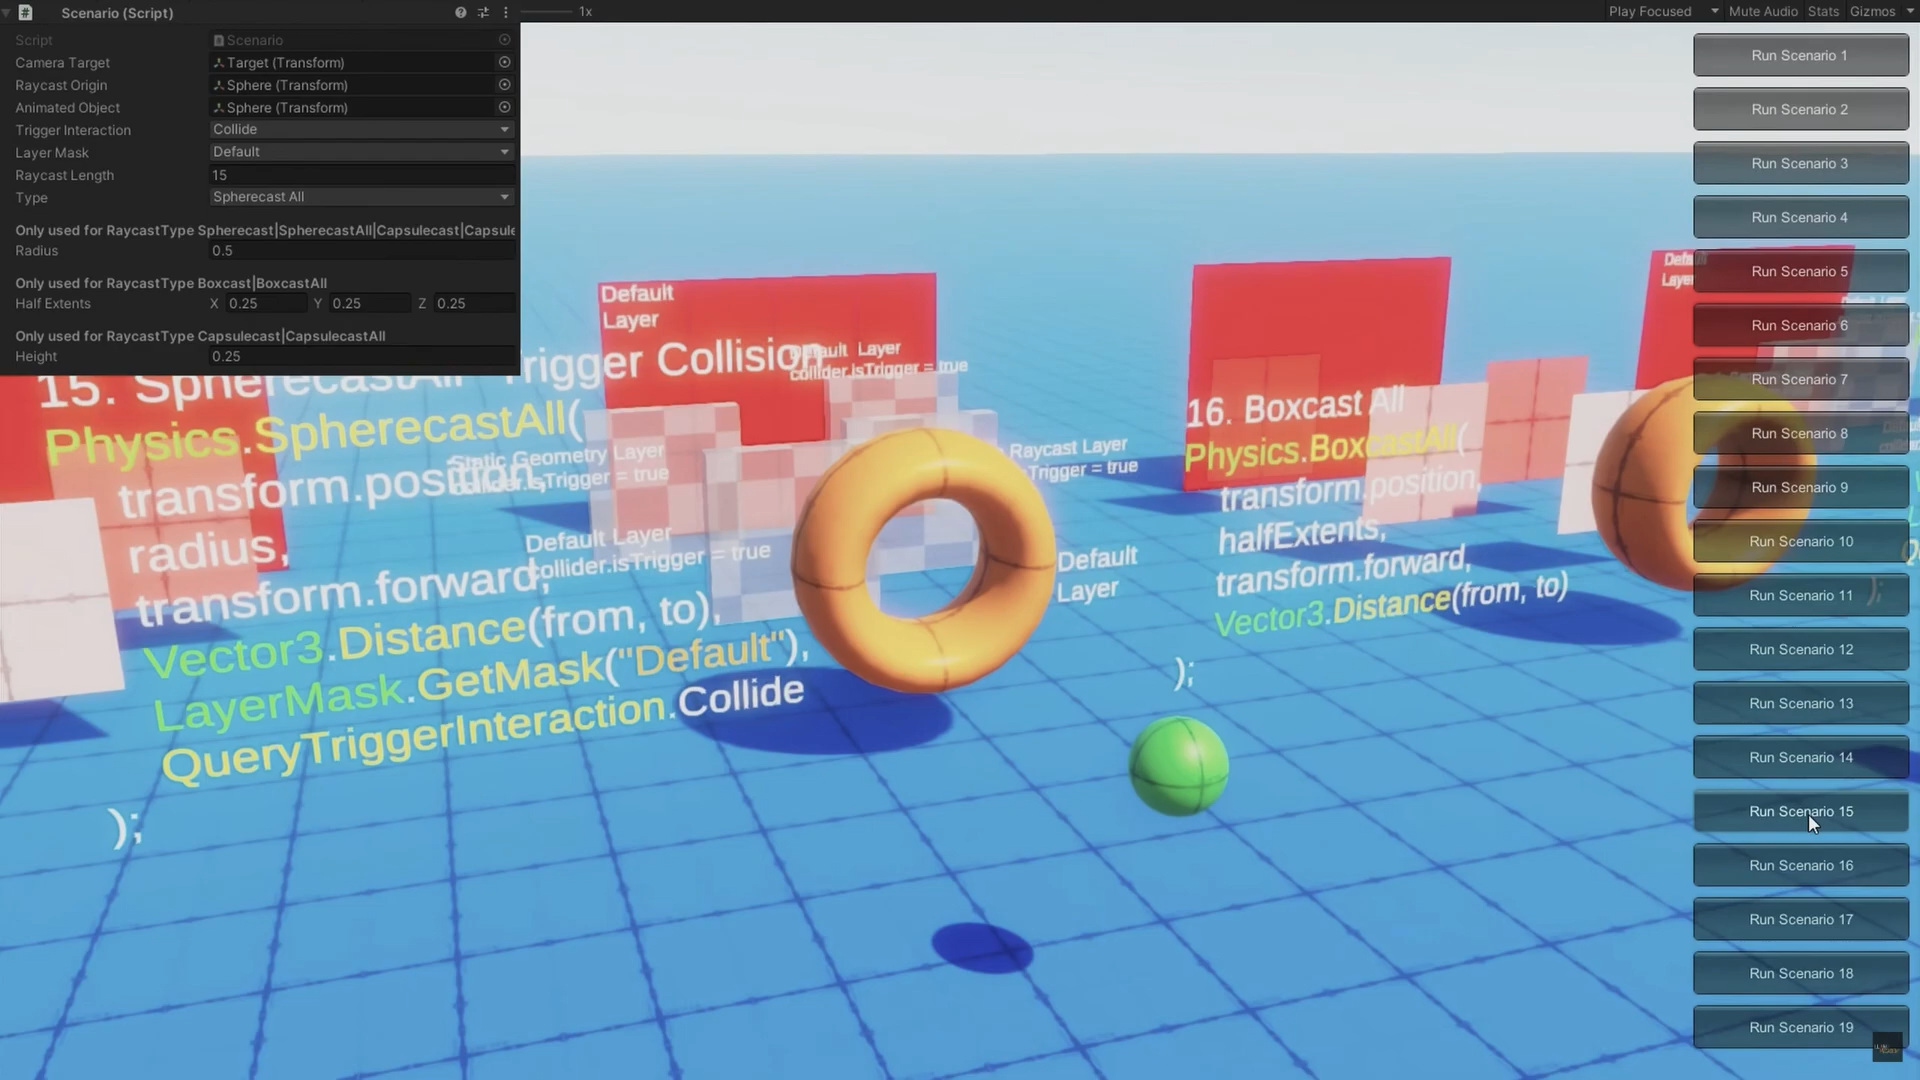 Scenario (Script)
1x
Play Focused
Mute Audio
Stats
Gizmos
Script
Scenario
Camera Target
Target (Transform)
Raycast Origin
Sphere (Transform)
Animated Object
Sphere (Transform)
Trigger Interaction
Collide
Layer Mask
Default
Raycast Length
15
Type
Spherecast All
Only used for RaycastType Spherecast|SpherecastAll|Capsulecast|Capsule
Radius
0.5
Only used for RaycastType Boxcast|BoxcastAll
Half Extents
X 0.25 Y 0.25 Z 0.25
Only used for RaycastType Capsulecast|CapsulecastAll
Height
0.25
Default
Layer
15. SpherecastAll Trigger Collision
Physics.SpherecastAll(
transform.position,
radius,
transform.forward,
Vector3.Distance(from, to),
LayerMask.GetMask("Default"),
QueryTriggerInteraction.Collide
);
Default Layer
collider.isTrigger = true
Static Geometry Layer
collider.isTrigger = true
Default Layer
collider.isTrigger = true
Raycast Layer
Trigger = true
Default
Layer
16. Boxcast All
Physics.BoxcastAll(
transform.position,
halfExtents,
transform.forward,
Vector3.Distance(from, to)
);
Layer
Run Scenario 1
Run Scenario 2
Run Scenario 3
Run Scenario 4
Run Scenario 5
Run Scenario 6
Run Scenario 7
Run Scenario 8
Run Scenario 9
Run Scenario 10
Run Scenario 11
Run Scenario 12
Run Scenario 13
Run Scenario 14
Run Scenario 15
Run Scenario 16
Run Scenario 17
Run Scenario 18
Run Scenario 19